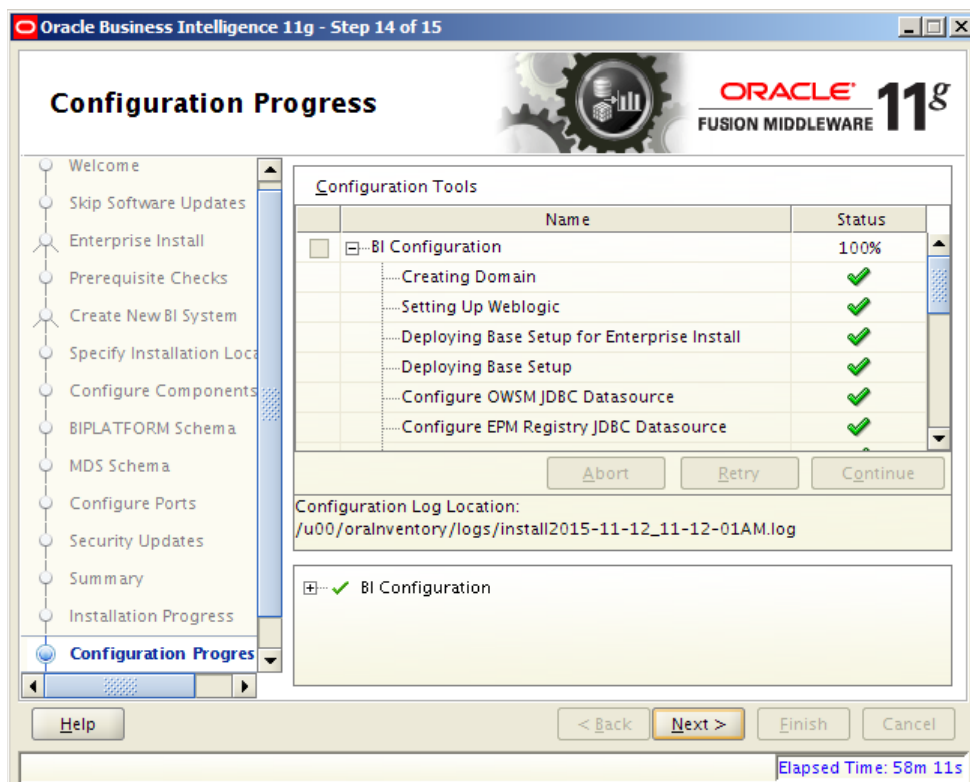 Oracle Business Intelligence 11g - Step 14 of 15
Configuration Progress
ORACLE
FUSION MIDDLEWARE
11g
Welcome
Skip Software Updates
Enterprise Install
Prerequisite Checks
Create New BI System
Specify Installation Loca
Configure Components
BIPLATFORM Schema
MDS Schema
Configure Ports
Security Updates
Summary
Installation Progress
Configuration Progres
Configuration Tools
Name Status
BI Configuration 100%
Creating Domain
Setting Up Weblogic
Deploying Base Setup for Enterprise Install
Deploying Base Setup
Configure OWSM JDBC Datasource
Configure EPM Registry JDBC Datasource
Abort Retry Continue
Configuration Log Location:
/u00/oraInventory/logs/install2015-11-12_11-12-01AM.log
BI Configuration
Help < Back Next > Finish Cancel
Elapsed Time: 58m 11s